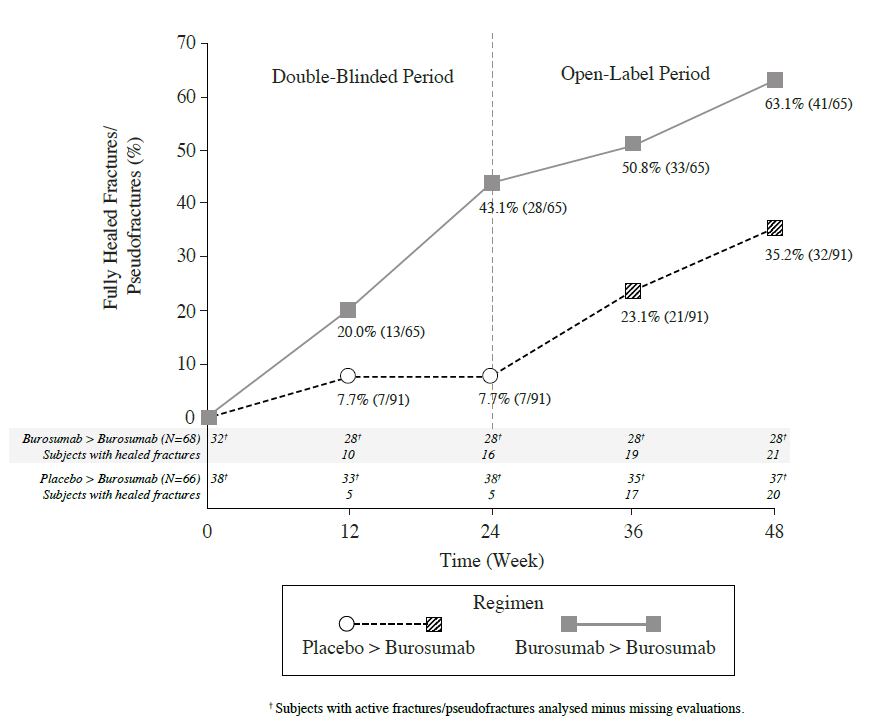 70
60
50
40
30
20
10
0
Fully Healed Fractures/
Pseudofractures (%)
Double-Blinded Period
Open-Label Period
63.1% (41/65)
50.8% (33/65)
43.1% (28/65)
35.2% (32/91)
20.0% (13/65)
23.1% (21/91)
7.7% (7/91)
7.7% (7/91)
Burosumab > Burosumab (N=68) 32† 28† 28† 28† 28†
Subjects with healed fractures 10 16 19 21
Placebo > Burosumab (N=66) 38† 33† 38† 35† 37†
Subjects with healed fractures 5 5 17 20
0 12 24 36 48
Time (Week)
Regimen
Placebo > Burosumab Burosumab > Burosumab
† Subjects with active fractures/pseudofractures analysed minus missing evaluations.